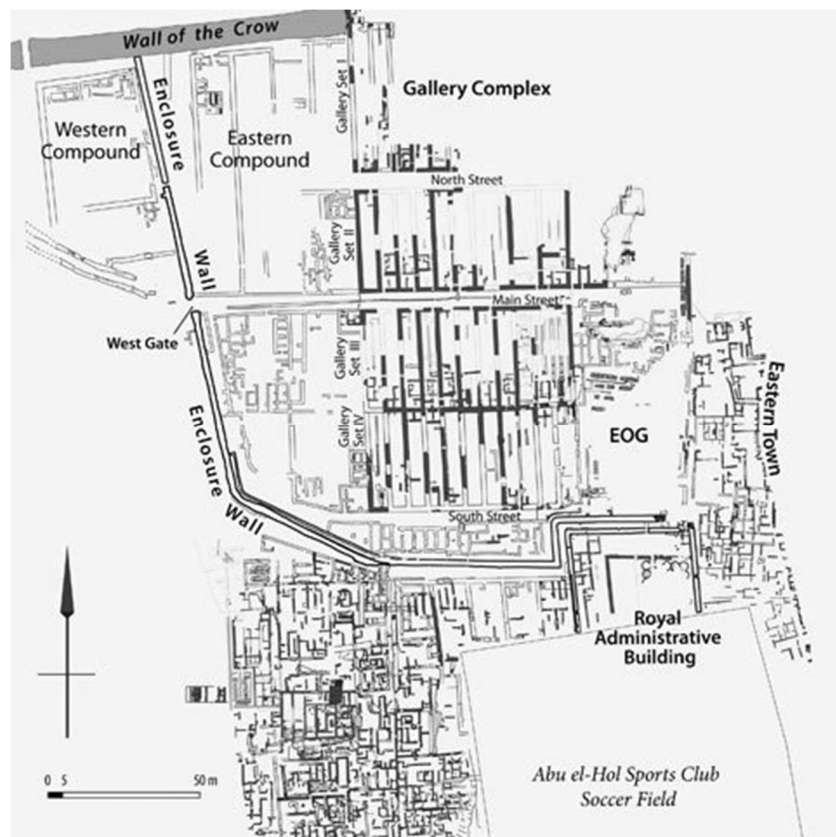 Wall of the Crow
Gallery Complex
Enclosure
Wall
Western
Compound
Eastern
Compound
Gallery Set I
North Street
Gallery
Set II
Main Street
West Gate
Gallery
Set III
Gallery
Set IV
EOG
Eastern Town
Enclosure
Wall
South Street
Royal
Administrative
Building
0 5 50 m
Abu el-Hol Sports Club
Soccer Field